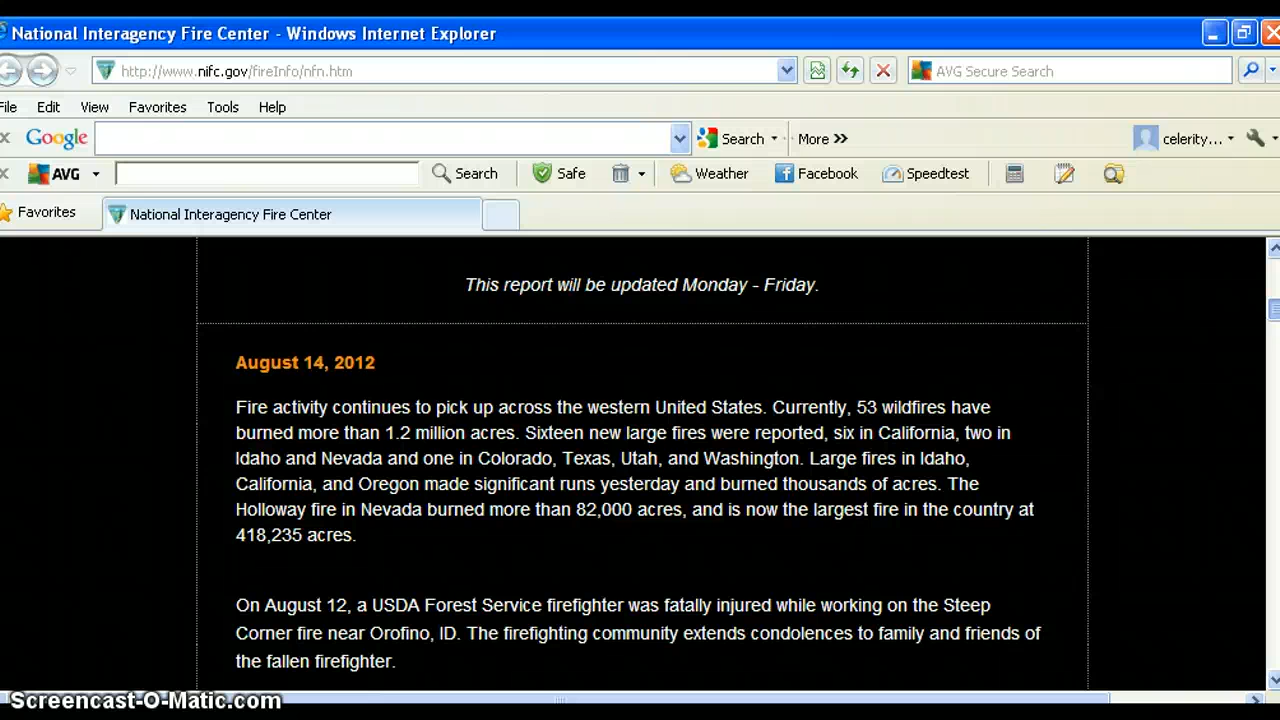 National Interagency Fire Center - Windows Internet Explorer
http://www.nifc.gov/fireInfo/nfn.htm
AVG Secure Search
File Edit View Favorites Tools Help
x Google Search More >> celerity...
x AVG Search Safe Weather Facebook Speedtest
Favorites National Interagency Fire Center
This report will be updated Monday - Friday.
August 14, 2012
Fire activity continues to pick up across the western United States. Currently, 53 wildfires have
burned more than 1.2 million acres. Sixteen new large fires were reported, six in California, two in
Idaho and Nevada and one in Colorado, Texas, Utah, and Washington. Large fires in Idaho,
California, and Oregon made significant runs yesterday and burned thousands of acres. The
Holloway fire in Nevada burned more than 82,000 acres, and is now the largest fire in the country at
418,235 acres.
On August 12, a USDA Forest Service firefighter was fatally injured while working on the Steep
Corner fire near Orofino, ID. The firefighting community extends condolences to family and friends of
the fallen firefighter.
Screencast-O-Matic.com